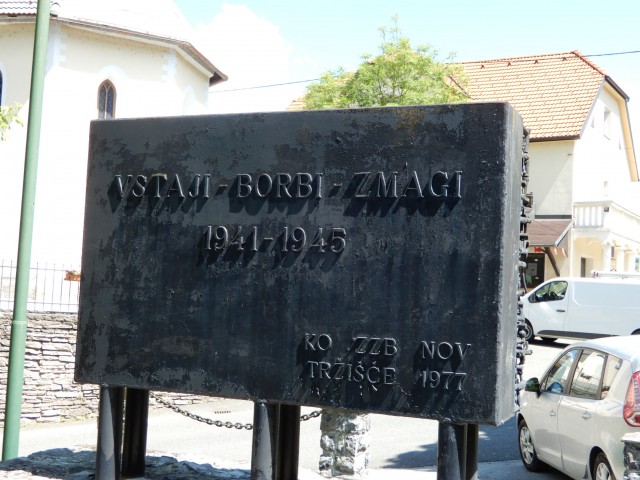 VSTAJI - BORBI - ZMAGI
1941 - 1945
KO ZZB NOV
TRŽIŠČE 1977